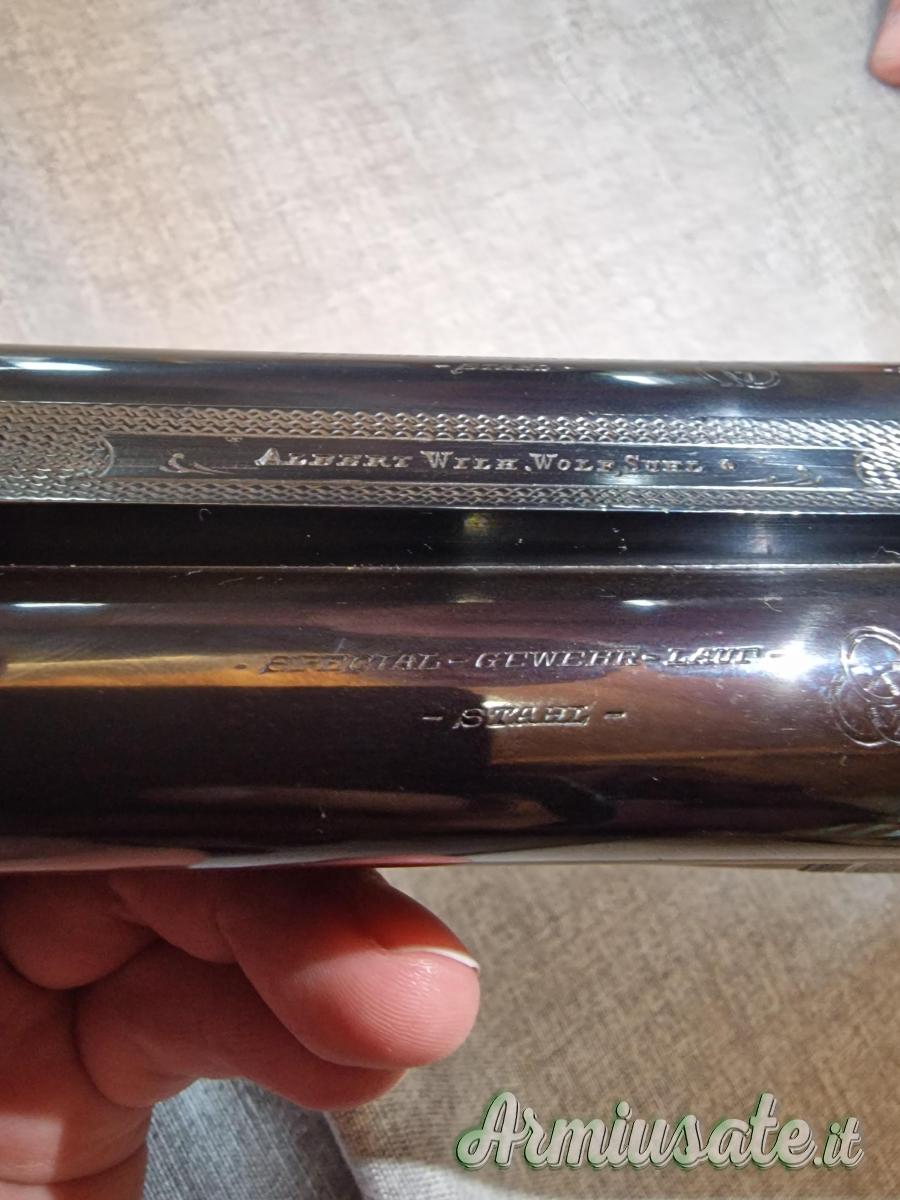 ALBERT WILH. WOLF, SUHL
SPECIAL-GEWEHR-LAUF-
- STAHL -
Armiusate.it